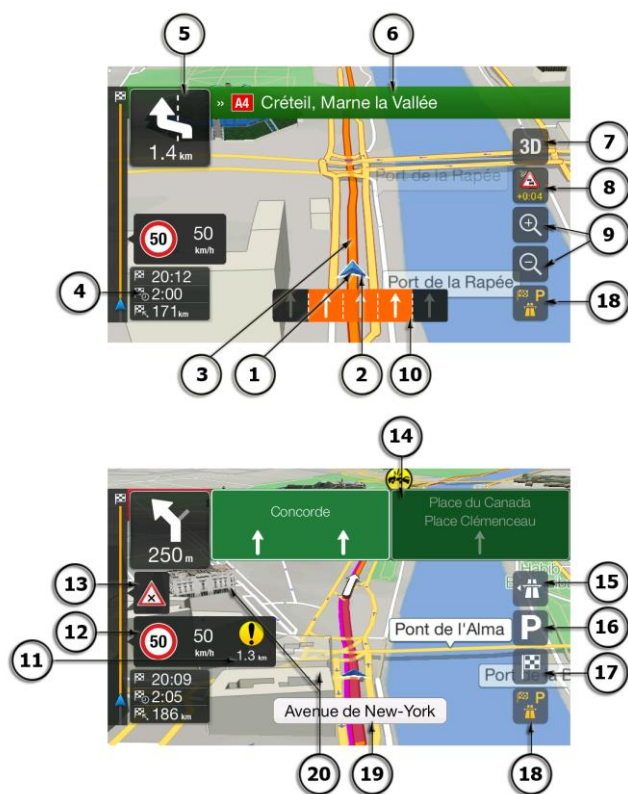 5
6
» A4 Créteil, Marne la Vallée
1.4 km
3D
7
Port de la Rapée
+0:04
8
50 50 km/h
9
4
20:12
2:00
171 km
Port de la Rapée
P
18
3
1
2
10
14
Concorde
Place du Canada
Place Clémenceau
250 m
13
15
12
50 50 km/h
1.3 km
P
16
Pont de l'Alma
11
17
20:09
2:05
186 km
Avenue de New-York
P
20
19
18